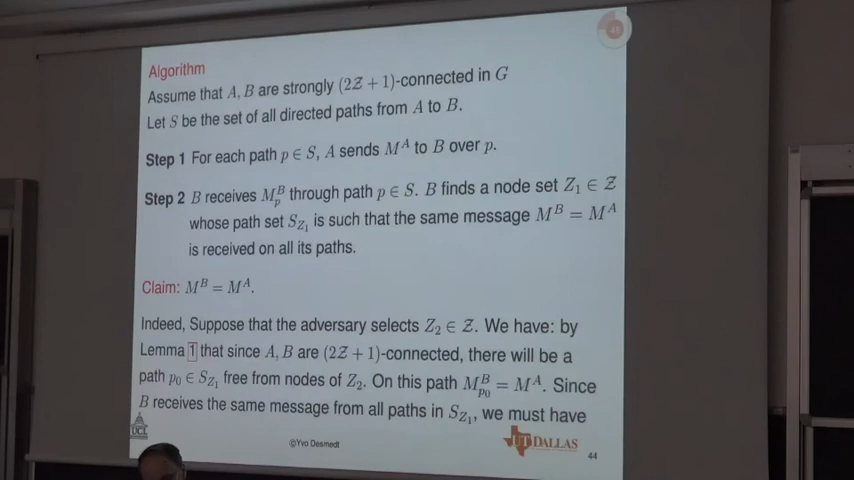 Algorithm
Assume that A, B are strongly (2𝒵 + 1)-connected in G
Let S be the set of all directed paths from A to B.
Step 1 For each path p ∈ S, A sends M^A to B over p.
Step 2 B receives M_p^B through path p ∈ S. B finds a node set Z_1 ∈ 𝒵
whose path set S_{Z_1} is such that the same message M^B = M^A
is received on all its paths.
Claim: M^B = M^A.
Indeed, Suppose that the adversary selects Z_2 ∈ 𝒵. We have: by
Lemma 1 that since A, B are (2𝒵 + 1)-connected, there will be a
path p_0 ∈ S_{Z_1} free from nodes of Z_2. On this path M_{p_0}^B = M^A. Since
B receives the same message from all paths in S_{Z_1}, we must have
UCL
©Yvo Desmedt
UT DALLAS
44